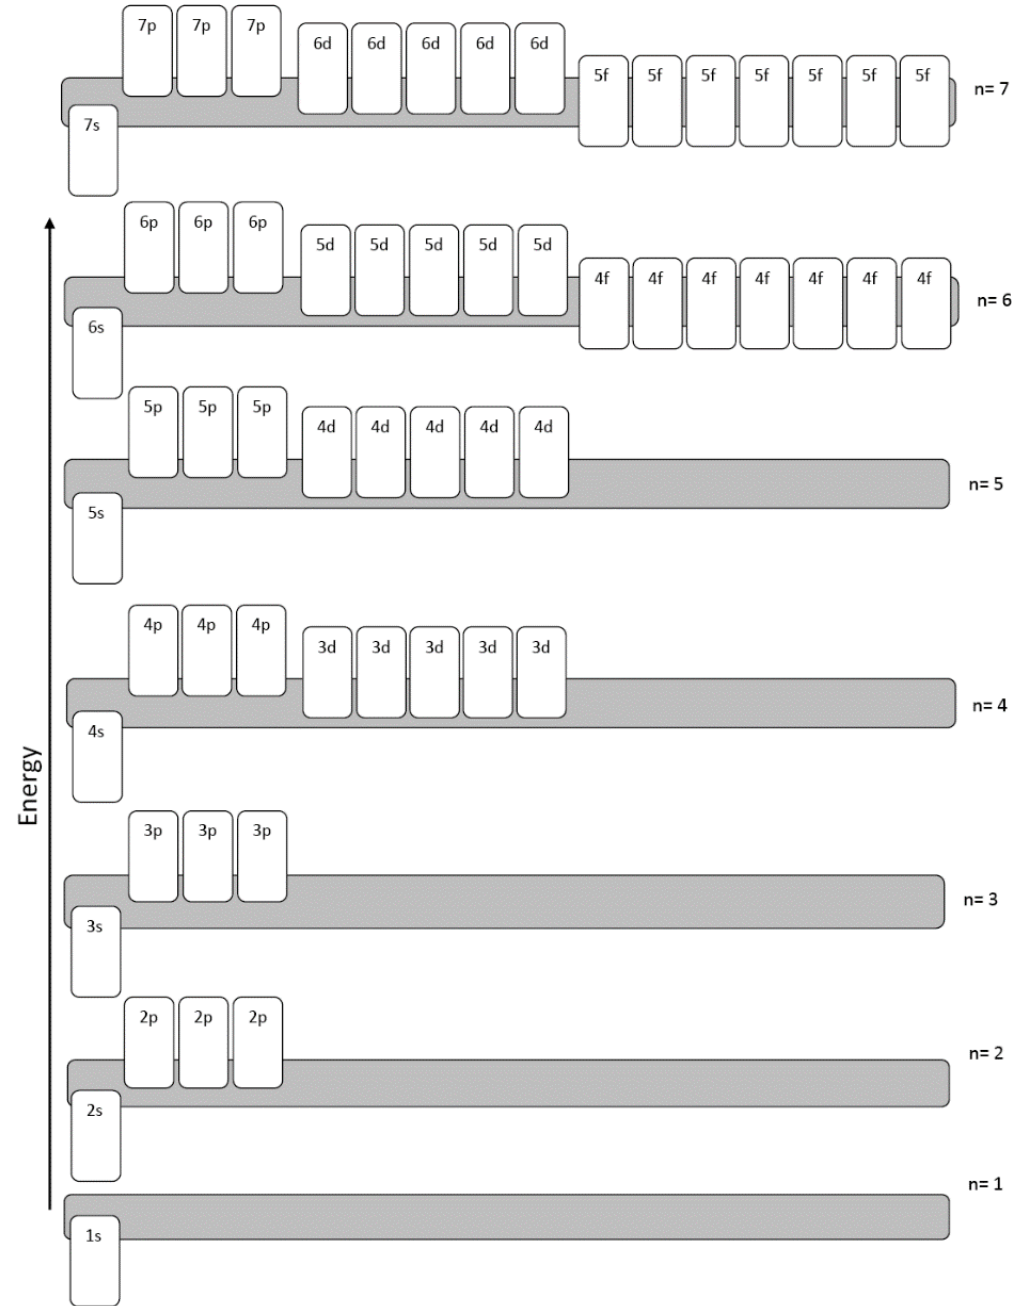 7p 7p 7p
6d 6d 6d 6d 6d
5f 5f 5f 5f 5f 5f 5f
n= 7
7s
6p 6p 6p
5d 5d 5d 5d 5d
4f 4f 4f 4f 4f 4f 4f
n= 6
6s
5p 5p 5p
4d 4d 4d 4d 4d
n= 5
5s
4p 4p 4p
3d 3d 3d 3d 3d
n= 4
4s
Energy
3p 3p 3p
n= 3
3s
2p 2p 2p
n= 2
2s
n= 1
1s